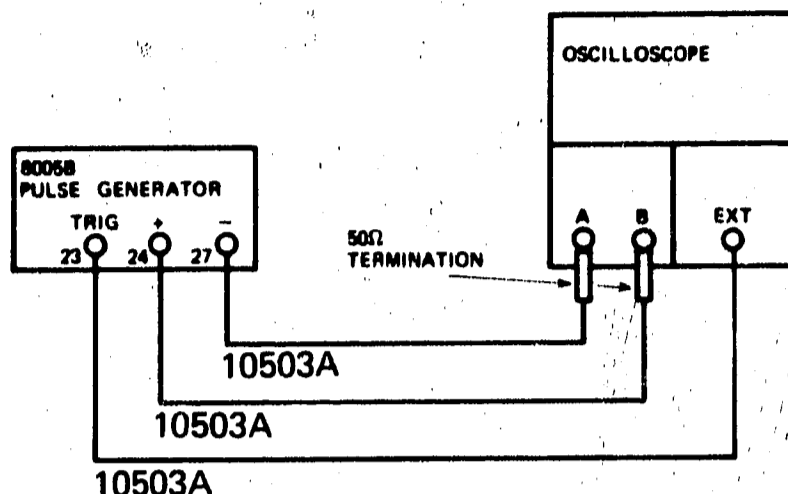 OSCILLOSCOPE
8005B
PULSE GENERATOR
TRIG + -
23 24 27
A B EXT
50Ω
TERMINATION
10503A
10503A
10503A